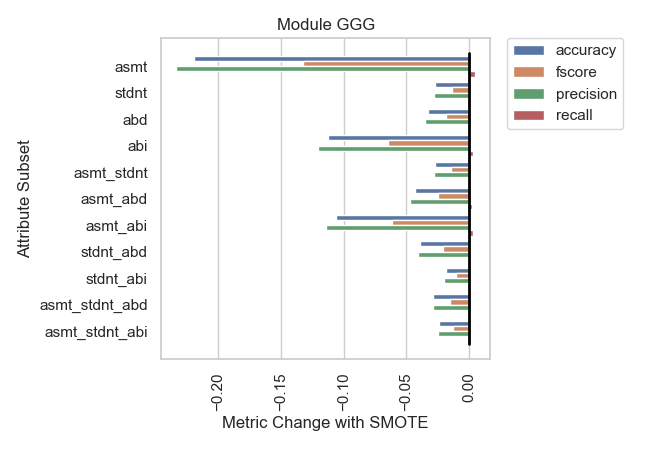 Module GGG
accuracy
fscore
precision
recall
Attribute Subset
asmt
stdnt
abd
abi
asmt_stdnt
asmt_abd
asmt_abi
stdnt_abd
stdnt_abi
asmt_stdnt_abd
asmt_stdnt_abi
−0.20
−0.15
−0.10
−0.05
0.00
Metric Change with SMOTE